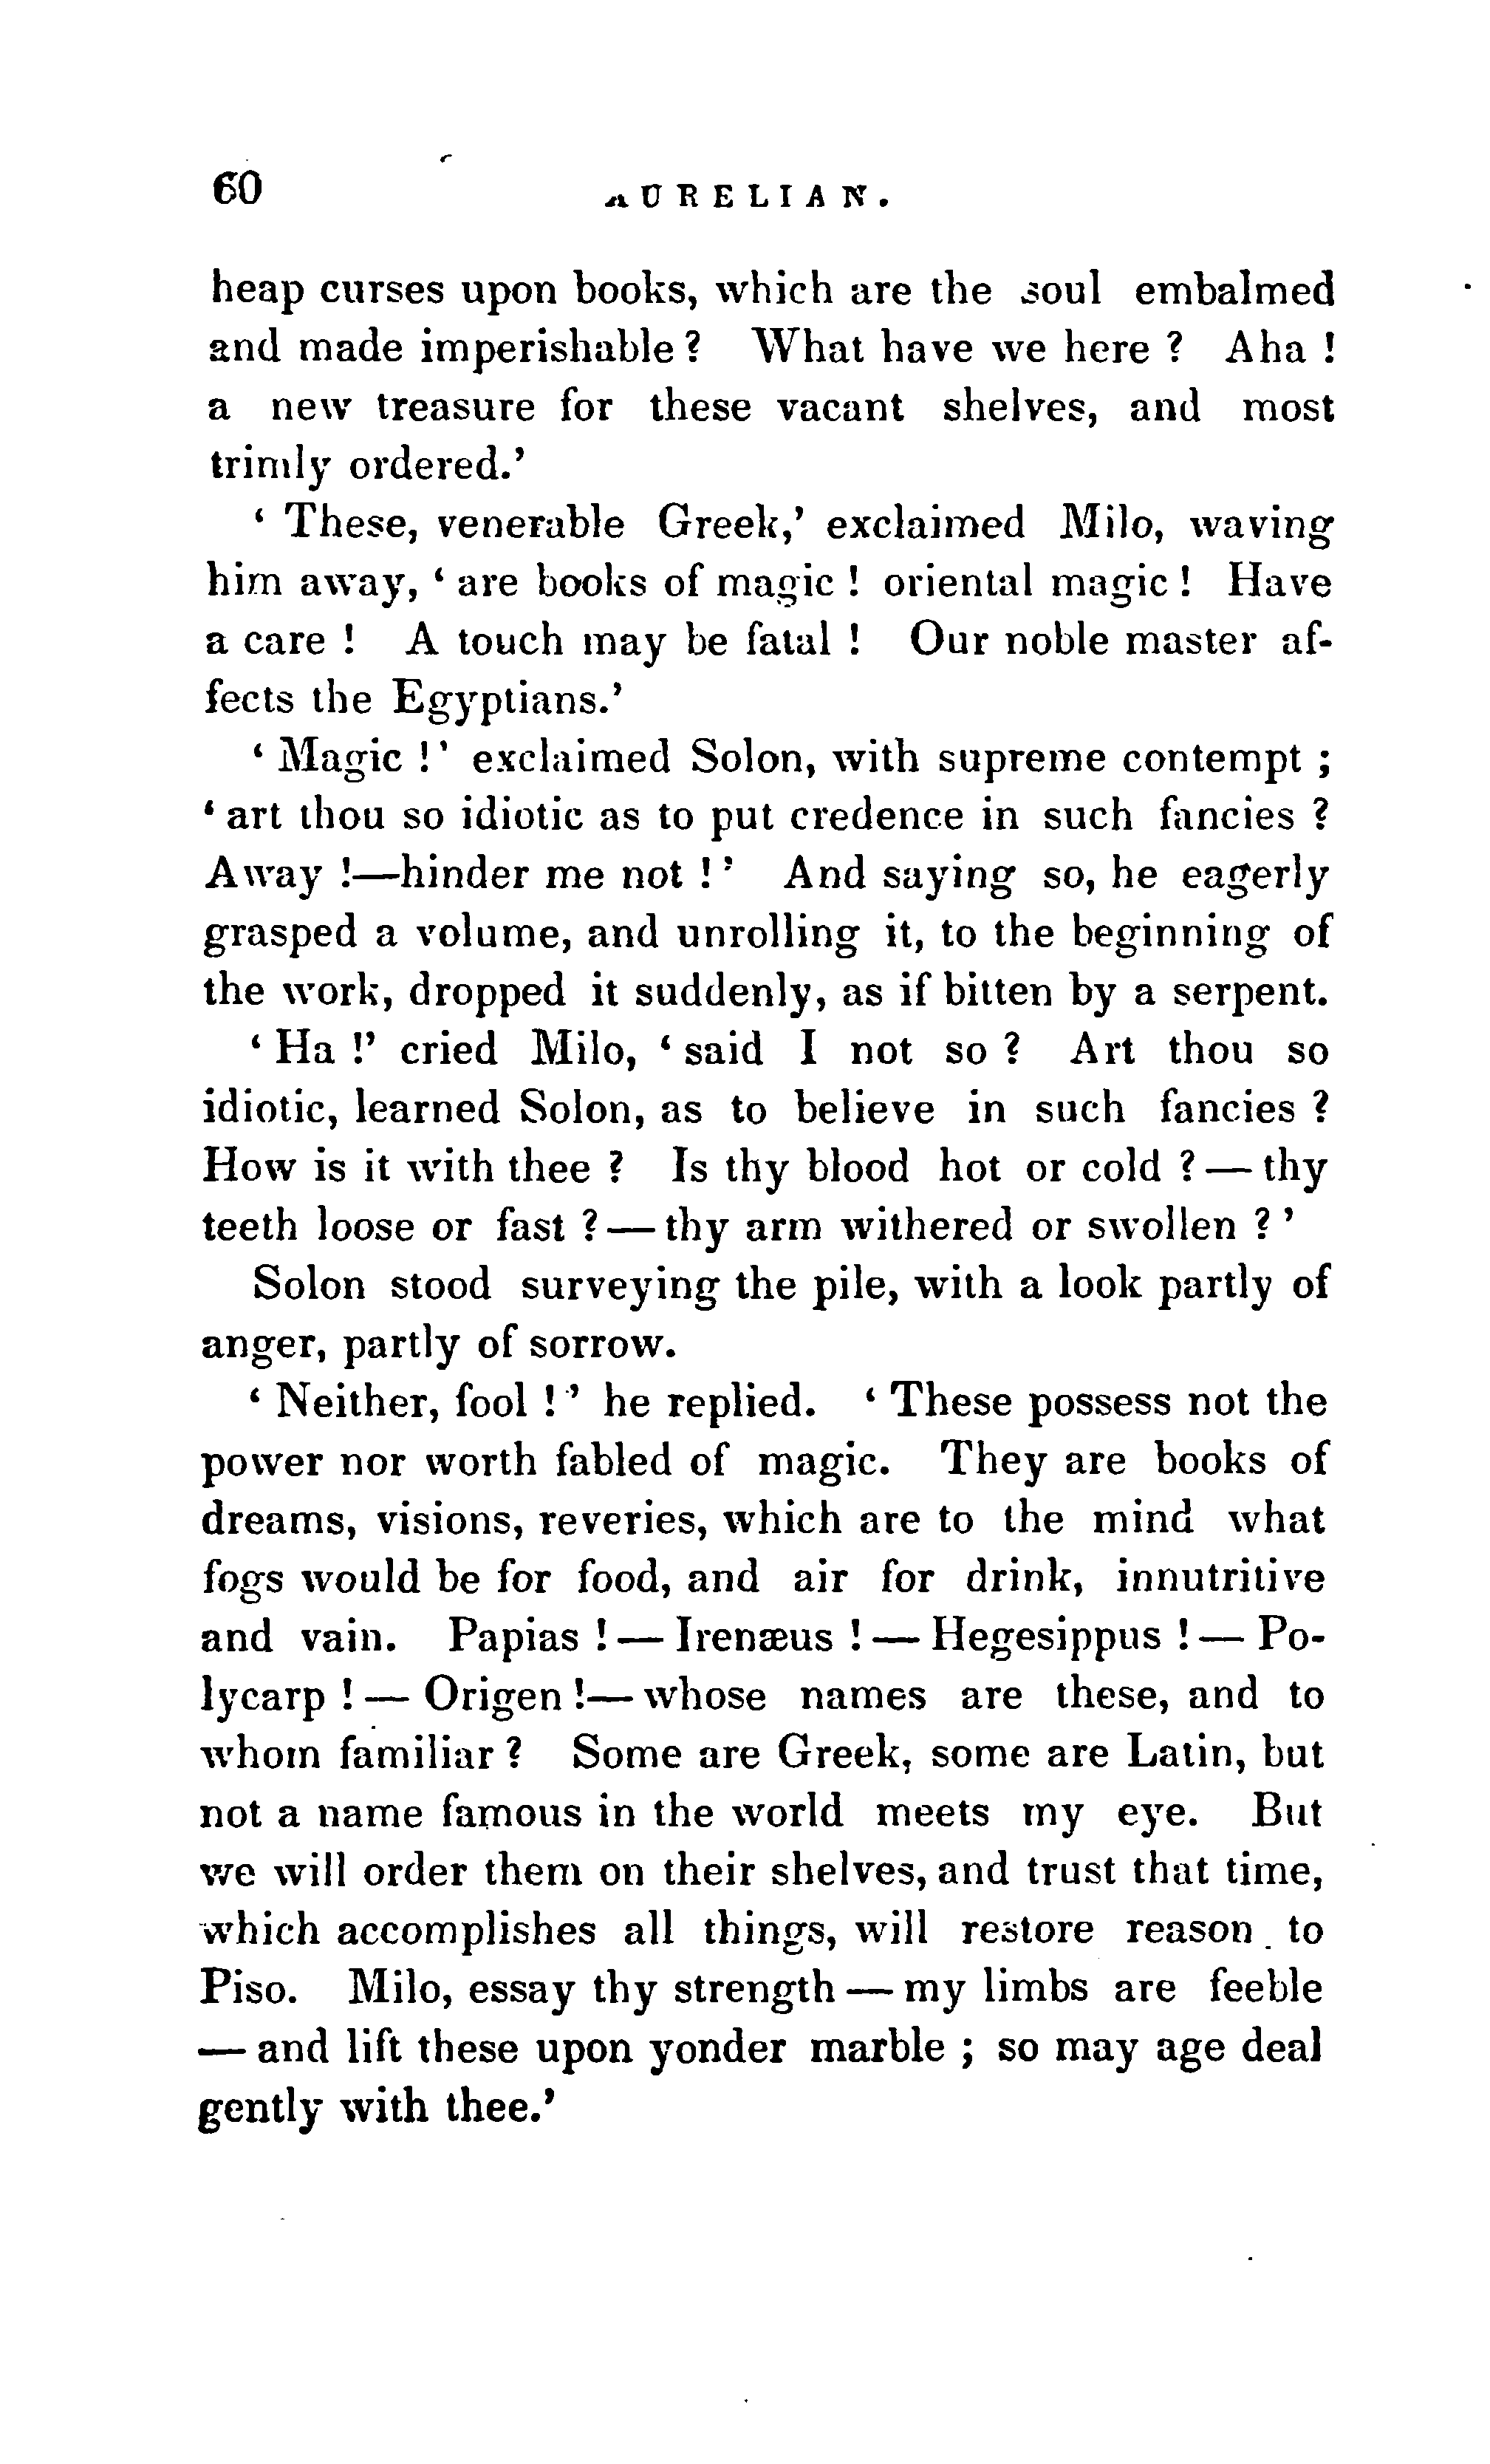 60
AURELIAN.
heap curses upon books, which are the soul embalmed
and made imperishable? What have we here? Aha!
a new treasure for these vacant shelves, and most
trimly ordered.'
'These, venerable Greek,' exclaimed Milo, waving
him away, 'are books of magic! oriental magic! Have
a care! A touch may be fatal! Our noble master af-
fects the Egyptians.'
'Magic!' exclaimed Solon, with supreme contempt;
'art thou so idiotic as to put credence in such fancies?
Away!—hinder me not!' And saying so, he eagerly
grasped a volume, and unrolling it, to the beginning of
the work, dropped it suddenly, as if bitten by a serpent.
'Ha!' cried Milo, 'said I not so? Art thou so
idiotic, learned Solon, as to believe in such fancies?
How is it with thee? Is thy blood hot or cold?—thy
teeth loose or fast?—thy arm withered or swollen?'
Solon stood surveying the pile, with a look partly of
anger, partly of sorrow.
'Neither, fool!' he replied. 'These possess not the
power nor worth fabled of magic. They are books of
dreams, visions, reveries, which are to the mind what
fogs would be for food, and air for drink, innutritive
and vain. Papias!—Irenæus!—Hegesippus!—Po-
lycarp!—Origen!—whose names are these, and to
whom familiar? Some are Greek, some are Latin, but
not a name famous in the world meets my eye. But
we will order them on their shelves, and trust that time,
which accomplishes all things, will restore reason to
Piso. Milo, essay thy strength—my limbs are feeble
—and lift these upon yonder marble; so may age deal
gently with thee.'